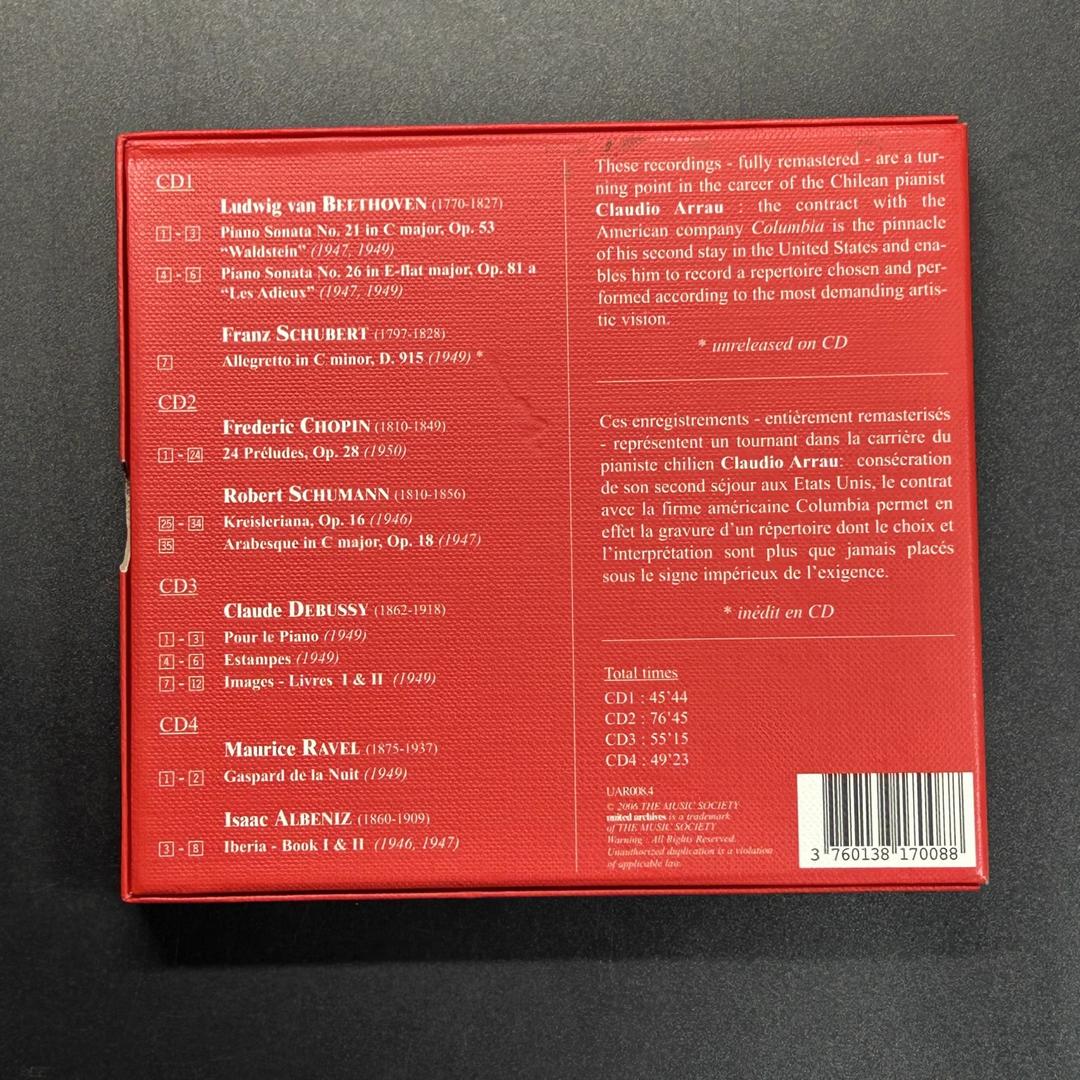 CD1
Ludwig van BEETHOVEN (1770-1827)
1 - 3 Piano Sonata No. 21 in C major, Op. 53
“Waldstein” (1947, 1949)
4 - 6 Piano Sonata No. 26 in E-flat major, Op. 81 a
“Les Adieux” (1947, 1949)
Franz SCHUBERT (1797-1828)
7 Allegretto in C minor, D. 915 (1949) *
CD2
Frederic CHOPIN (1810-1849)
1 - 24 24 Préludes, Op. 28 (1950)
Robert SCHUMANN (1810-1856)
25 - 34 Kreisleriana, Op. 16 (1946)
35 Arabesque in C major, Op. 18 (1947)
CD3
Claude DEBUSSY (1862-1918)
1 - 3 Pour le Piano (1949)
4 - 6 Estampes (1949)
7 - 12 Images - Livres I & II (1949)
CD4
Maurice RAVEL (1875-1937)
1 - 2 Gaspard de la Nuit (1949)
Isaac ALBENIZ (1860-1909)
3 - 8 Iberia - Book I & II (1946, 1947)
These recordings - fully remastered - are a tur-
ning point in the career of the Chilean pianist
Claudio Arrau : the contract with the
American company Columbia is the pinnacle
of his second stay in the United States and ena-
bles him to record a repertoire chosen and per-
formed according to the most demanding artis-
tic vision.
* unreleased on CD
Ces enregistrements - entièrement remasterisés
- représentent un tournant dans la carrière du
pianiste chilien Claudio Arrau: consécration
de son second séjour aux Etats Unis, le contrat
avec la firme américaine Columbia permet en
effet la gravure d’un répertoire dont le choix et
l’interprétation sont plus que jamais placés
sous le signe impérieux de l’exigence.
* inédit en CD
Total times
CD1 : 45’44
CD2 : 76’45
CD3 : 55’15
CD4 : 49’23
UAR008.4
© 2006 THE MUSIC SOCIETY
united archives is a trademark
of THE MUSIC SOCIETY
Warning : All Rights Reserved.
Unauthorized duplication is a violation
of applicable law.
3 760138 170088